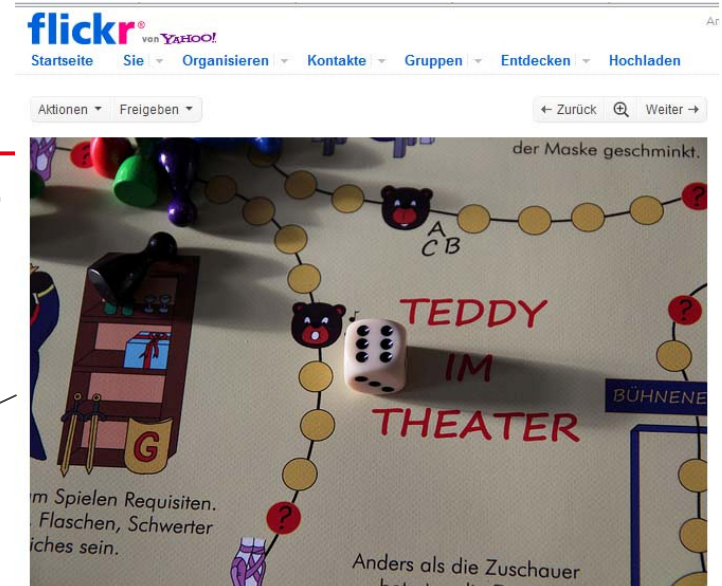 flickr von YAHOO!
Startseite Sie Organisieren Kontakte Gruppen Entdecken Hochladen
Aktionen Freigeben ← Zurück Weiter →
der Maske geschminkt.
A
C B
TEDDY
IM
THEATER
BÜHNENE
G
m Spielen Requisiten.
Flaschen, Schwerter
iches sein.
Anders als die Zuschauer